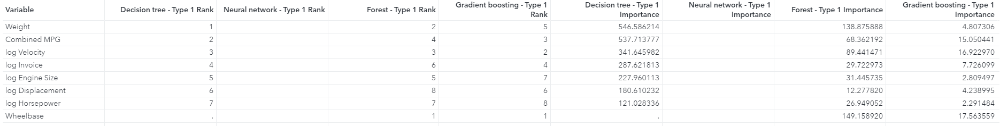 Variable Decision tree - Type 1 Rank Neural network - Type 1 Rank Forest - Type 1 Rank Gradient boosting - Type 1 Rank Decision tree - Type 1 Importance Neural network - Type 1 Importance Forest - Type 1 Importance Gradient boosting - Type 1 Importance
Weight 1 2 5 546.586214 138.875888 4.807306
Combined MPG 2 4 3 537.713777 68.362192 15.050441
log Velocity 3 3 2 341.645982 89.441471 16.922970
log Invoice 4 6 4 287.621813 29.722973 7.726099
log Engine Size 5 5 7 227.960113 31.445735 2.809497
log Displacement 6 8 6 180.610232 12.277820 4.238995
log Horsepower 7 7 8 121.028336 26.949052 2.291484
Wheelbase . 1 1 . 149.158920 17.563559